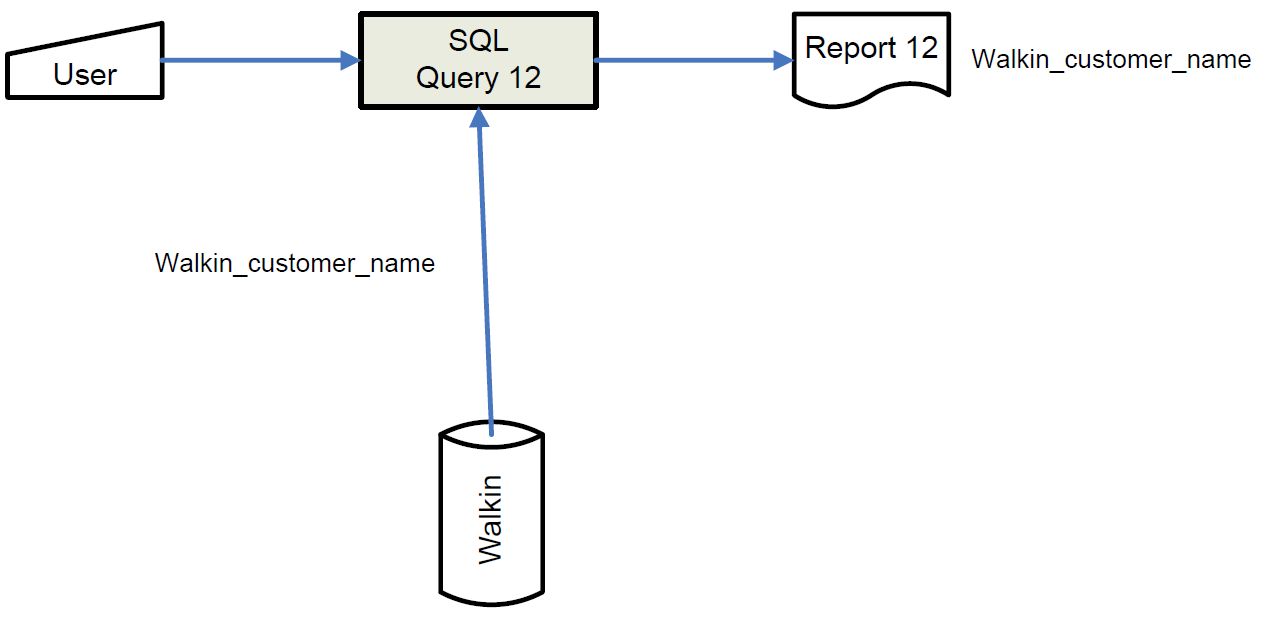 User
SQL
Query 12
Report 12
Walkin_customer_name
Walkin_customer_name
Walkin